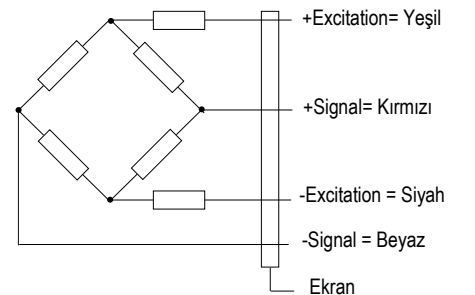 +Excitation= Yeşil
+Signal= Kırmızı
-Excitation = Siyah
-Signal = Beyaz
Ekran